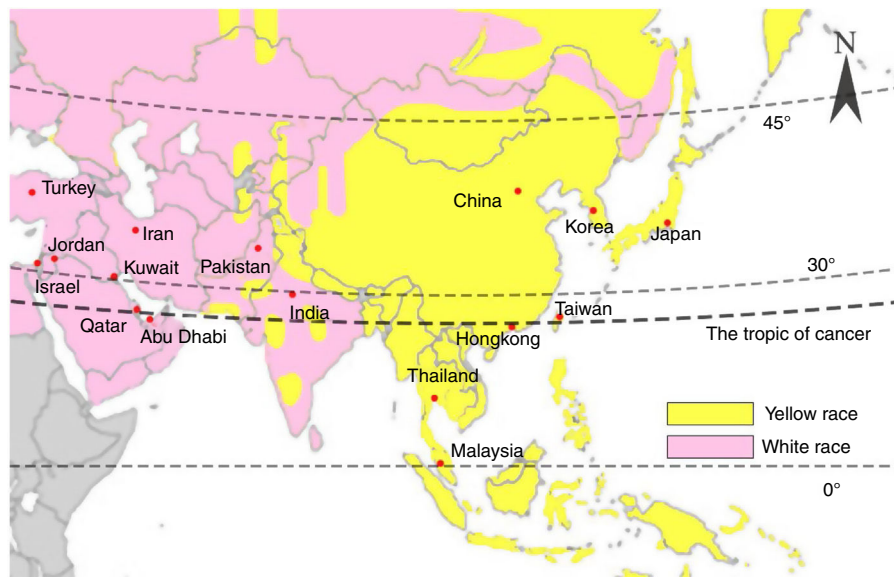 N
45°
Turkey
China
Korea
Japan
Iran
Jordan
Pakistan
Kuwait
Israel
30°
India
Taiwan
Qatar
Abu Dhabi
Hongkong
The tropic of cancer
Thailand
Yellow race
White race
Malaysia
0°